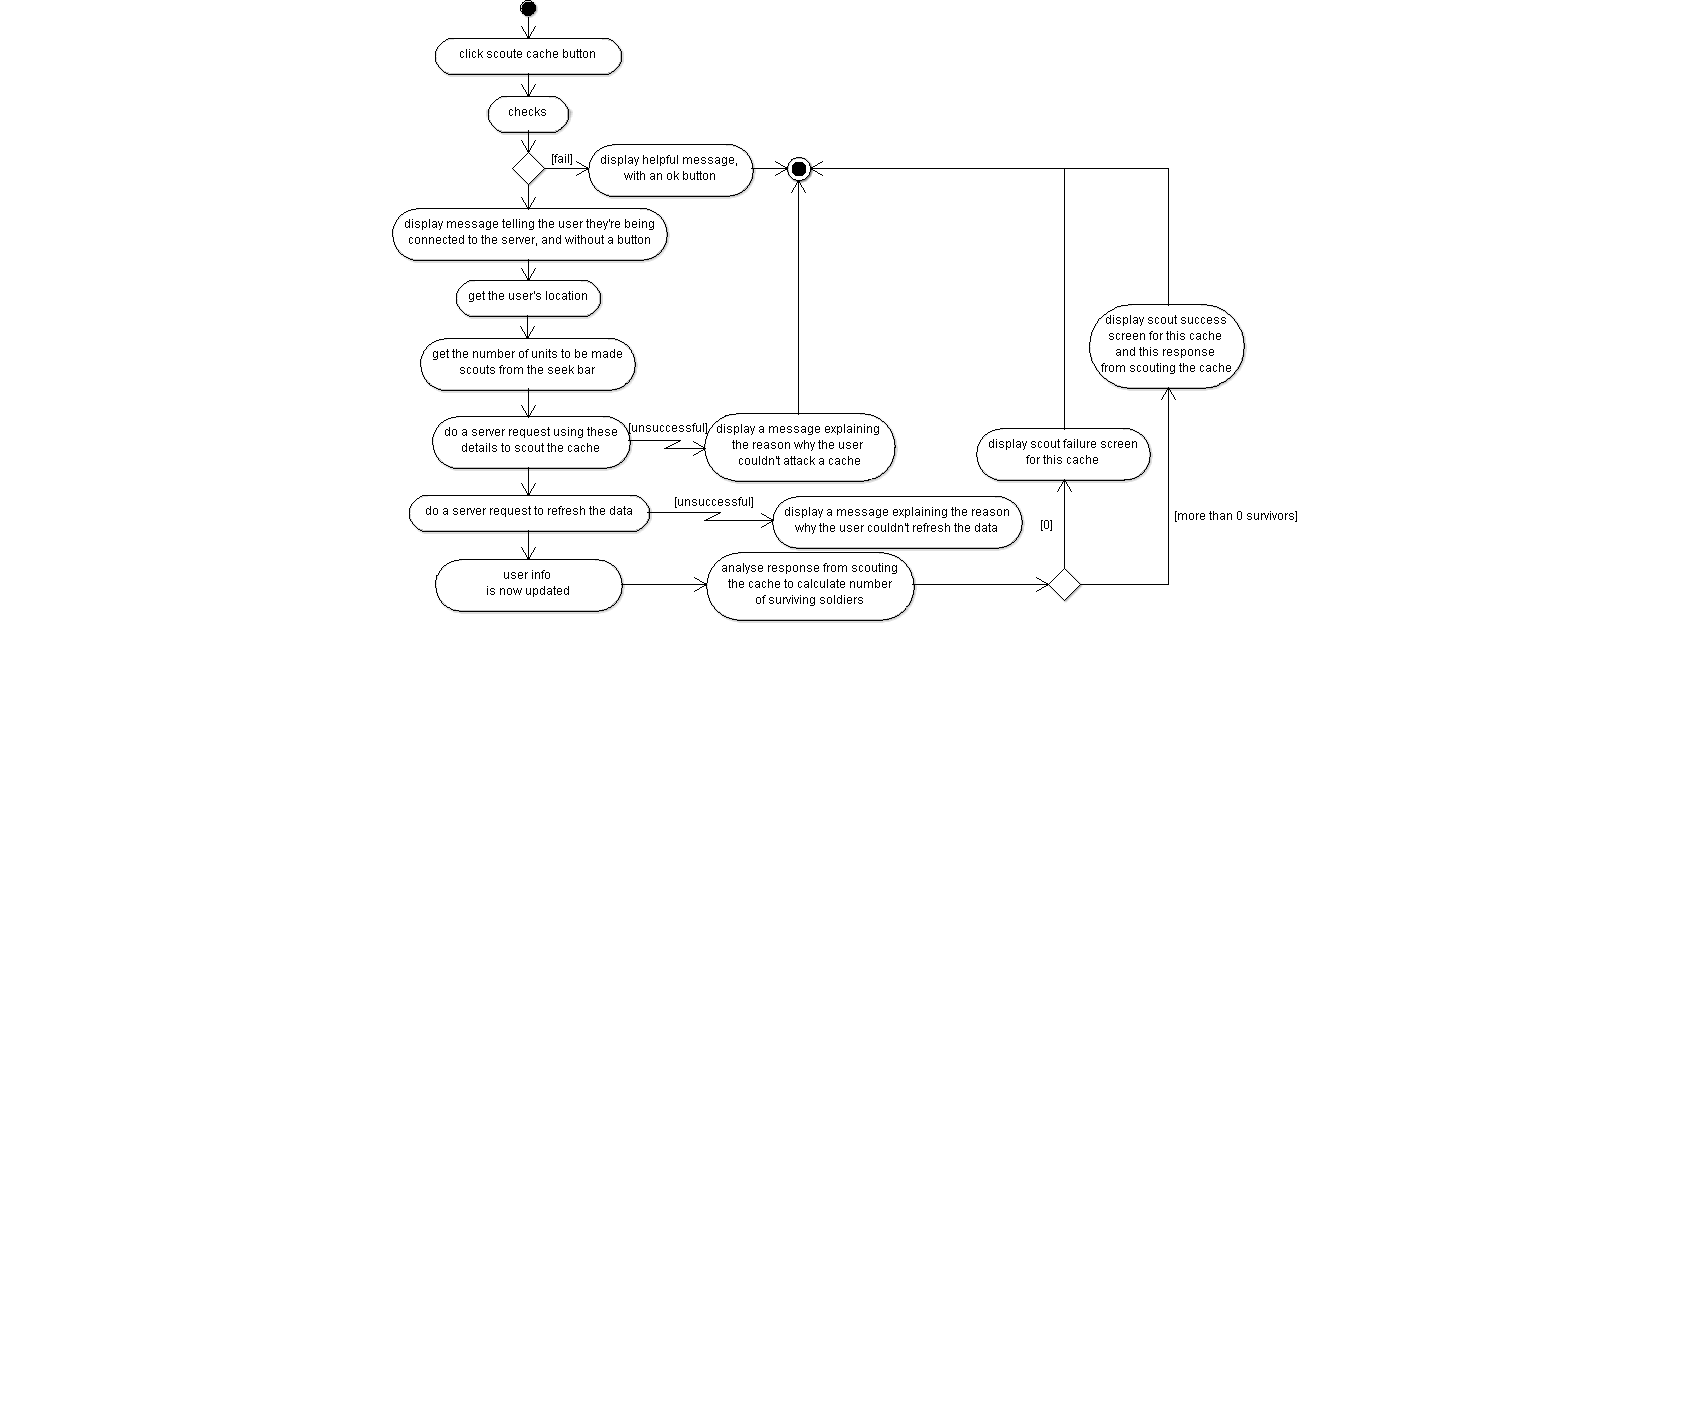 click scoute cache button
checks
[fail]
display helpful message,
with an ok button
display message telling the user they're being
connected to the server, and without a button
get the user's location
get the number of units to be made
scouts from the seek bar
do a server request using these
details to scout the cache
[unsuccessful]
display a message explaining
the reason why the user
couldn't attack a cache
do a server request to refresh the data
[unsuccessful]
display a message explaining the reason
why the user couldn't refresh the data
user info
is now updated
analyse response from scouting
the cache to calculate number
of surviving soldiers
[0]
display scout failure screen
for this cache
[more than 0 survivors]
display scout success
screen for this cache
and this response
from scouting the cache